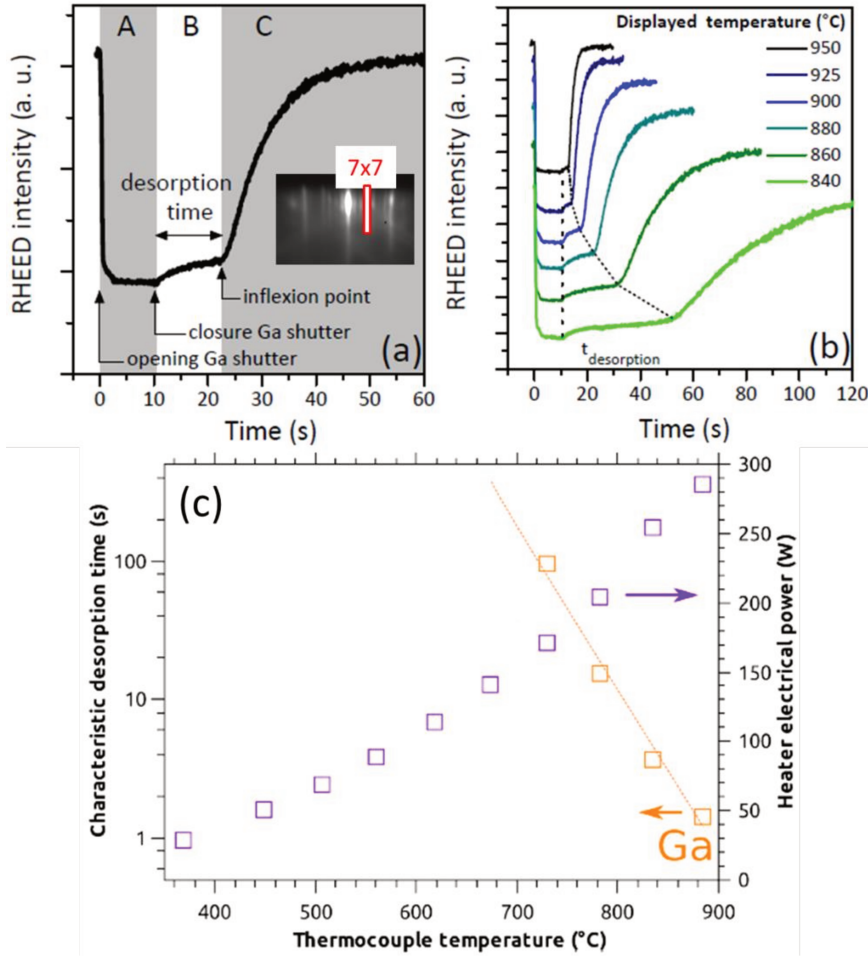 A
B
C
RHEED intensity (a. u.)
7x7
desorption
time
inflexion point
closure Ga shutter
opening Ga shutter
(a)
0
10
20
30
40
50
60
Time (s)
Displayed temperature (°C)
950
925
900
880
860
840
RHEED intensity (a. u.)
t desorption
(b)
0
20
40
60
80
100
120
Time (s)
(c)
Characteristic desorption time (s)
100
10
1
300
250
200
150
100
50
0
Heater electrical power (W)
Ga
400
500
600
700
800
900
Thermocouple temperature (°C)